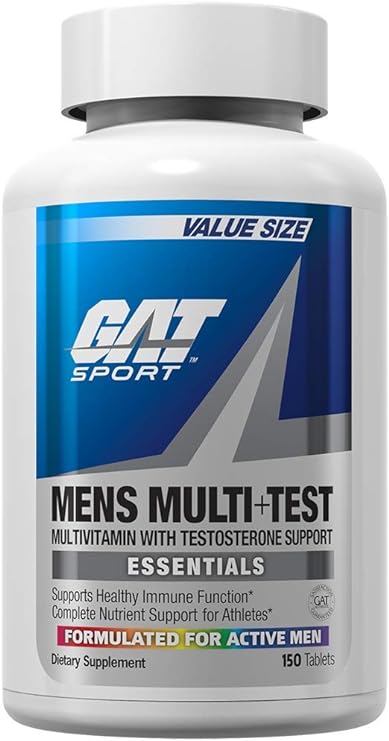 VALUE SIZE
GAT™
SPORT
MENS MULTI+TEST
MULTIVITAMIN WITH TESTOSTERONE SUPPORT
ESSENTIALS
Supports Healthy Immune Function*
Complete Nutrient Support for Athletes*
GAT
FORMULATED FOR ACTIVE MEN
Dietary Supplement
150 Tablets